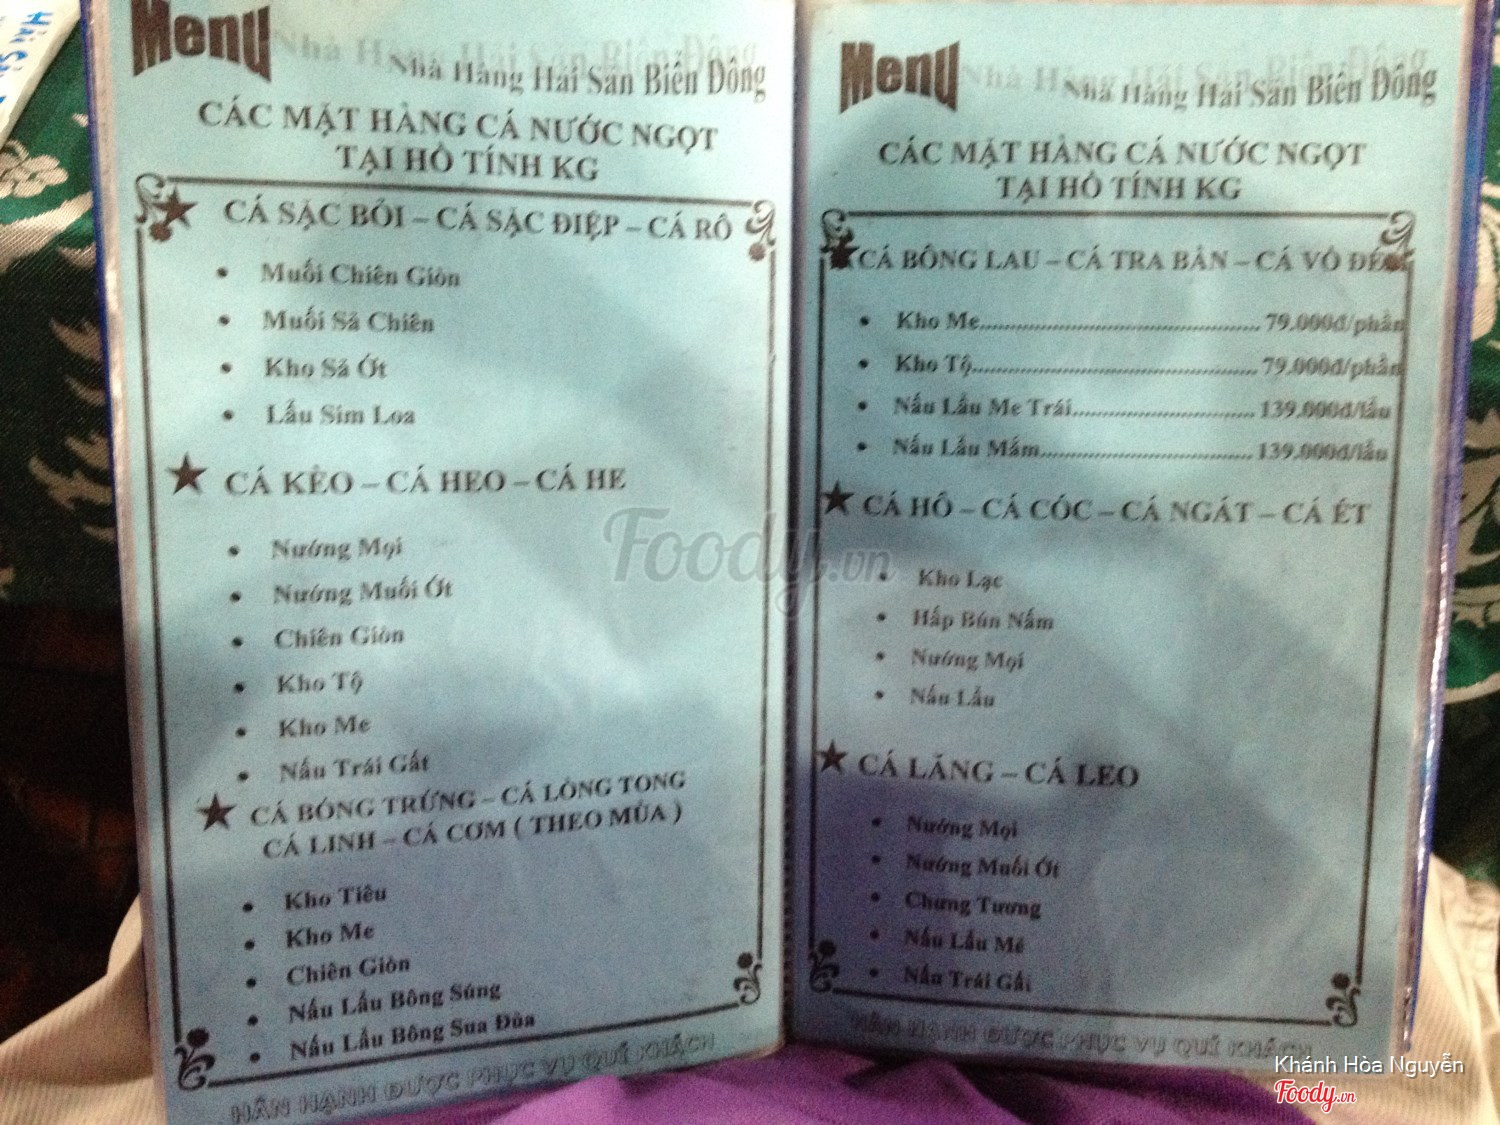 Menu
Nhà Hàng Hải Sản Biển Đông
CÁC MẶT HÀNG CÁ NƯỚC NGỌT
TẠI HỒ TÍNH KG
CÁ SẶC BỔI – CÁ SẶC ĐIỆP – CÁ RÔ
• Muối Chiên Giòn
• Muối Sả Chiên
• Kho Sả Ớt
• Lẩu Sim Loa
CÁ KÈO – CÁ HEO – CÁ HE
• Nướng Mọi
• Nướng Muối Ớt
• Chiên Giòn
• Kho Tộ
• Kho Me
• Nấu Trái Gất
CÁ BÓNG TRỨNG – CÁ LÒNG TONG
CÁ LINH – CÁ CƠM ( THEO MÙA )
• Kho Tiêu
• Kho Me
• Chiên Giòn
• Nấu Lẩu Bông Súng
• Nấu Lẩu Bông Sua Đũa
HÂN HẠNH ĐƯỢC PHỤC VỤ QUÍ KHÁCH
Menu
Nhà Hàng Hải Sản Biển Đông
CÁC MẶT HÀNG CÁ NƯỚC NGỌT
TẠI HỒ TÍNH KG
CÁ BÔNG LAU – CÁ TRA BẦN – CÁ VỒ ĐÉM
• Kho Me............ 79.000đ/phần
• Kho Tộ............ 79.000đ/phần
• Nấu Lẩu Me Trái............ 139.000đ/lẩu
• Nấu Lẩu Mắm............ 139.000đ/lẩu
CÁ HÔ – CÁ CÓC – CÁ NGÁT – CÁ ÉT
• Kho Lạc
• Hấp Bún Nấm
• Nướng Mọi
• Nấu Lẩu
CÁ LĂNG – CÁ LEO
• Nướng Mọi
• Nướng Muối Ớt
• Chưng Tương
• Nấu Lẩu Mẻ
• Nấu Trái Gất
HÂN HẠNH ĐƯỢC PHỤC VỤ QUÍ KHÁCH
Foody.vn
Khánh Hòa Nguyễn
Foody.vn